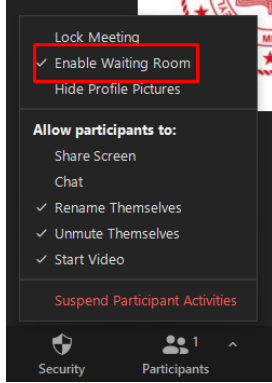 Lock Meeting
✓ Enable Waiting Room
Hide Profile Pictures
Allow participants to:
Share Screen
Chat
✓ Rename Themselves
✓ Unmute Themselves
✓ Start Video
Suspend Participant Activities
1
Security
Participants